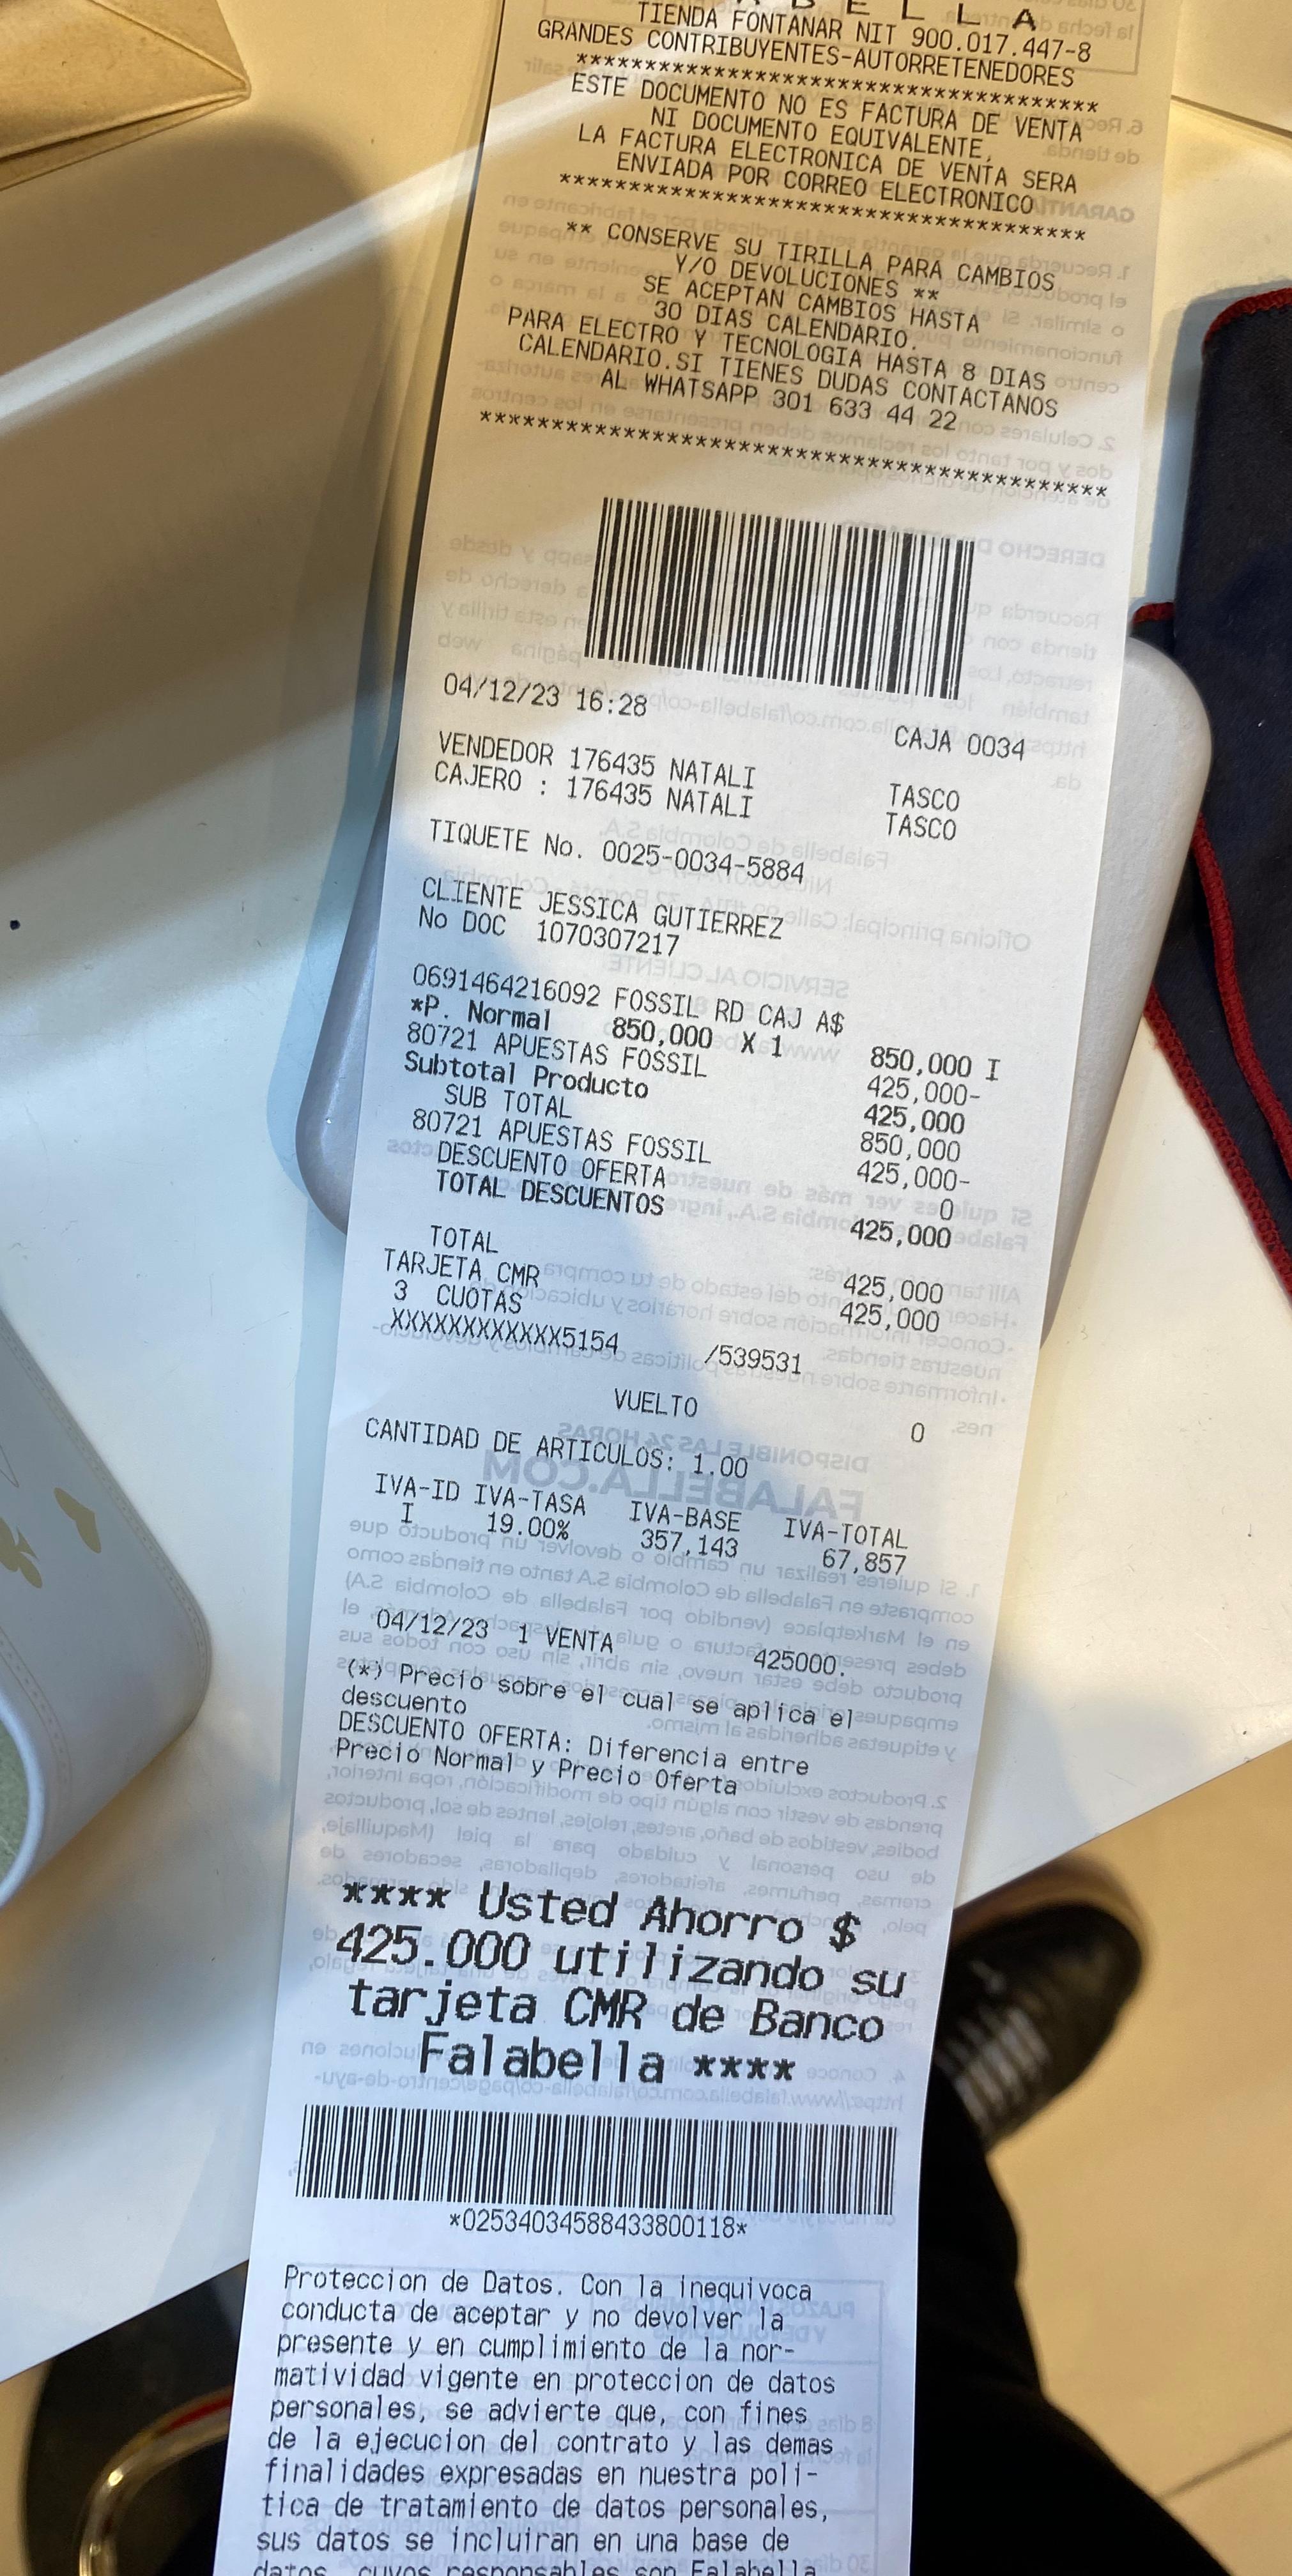 B E L L A
TIENDA FONTANAR NIT 900.017.447-8
GRANDES CONTRIBUYENTES-AUTORRETENEDORES
**************************************
ESTE DOCUMENTO NO ES FACTURA DE VENTA
NI DOCUMENTO EQUIVALENTE,
LA FACTURA ELECTRONICA DE VENTA SERA
ENVIADA POR CORREO ELECTRONICO
**************************************
** CONSERVE SU TIRILLA PARA CAMBIOS
Y/O DEVOLUCIONES **
SE ACEPTAN CAMBIOS HASTA
30 DIAS CALENDARIO.
PARA ELECTRO Y TECNOLOGIA HASTA 8 DIAS
CALENDARIO.SI TIENES DUDAS CONTACTANOS
AL WHATSAPP 301 633 44 22
********************************************
04/12/23 16:28 CAJA 0034
VENDEDOR 176435 NATALI TASCO
CAJERO : 176435 NATALI TASCO
TIQUETE No. 0025-0034-5884
CLIENTE JESSICA GUTIERREZ
No DOC 1070307217
0691464216092 FOSSIL RD CAJ A$
*P. Normal 850,000 X 1 850,000 I
80721 APUESTAS FOSSIL 425,000-
Subtotal Producto 425,000
SUB TOTAL 850,000
80721 APUESTAS FOSSIL 425,000-
DESCUENTO OFERTA 0
TOTAL DESCUENTOS 425,000
TOTAL 425,000
TARJETA CMR 425,000
3 CUOTAS
XXXXXXXXXXXX5154 /539531
VUELTO 0
CANTIDAD DE ARTICULOS: 1.00
IVA-ID IVA-TASA IVA-BASE IVA-TOTAL
I 19.00% 357,143 67,857
04/12/23 1 VENTA 425000.
(*) Precio sobre el cual se aplica el
descuento
DESCUENTO OFERTA: Diferencia entre
Precio Normal y Precio Oferta
**** Usted Ahorro $
425.000 utilizando su
tarjeta CMR de Banco
Falabella ****
*02534034588433800118*
Proteccion de Datos. Con la inequivoca
conducta de aceptar y no devolver la
presente y en cumplimiento de la nor-
matividad vigente en proteccion de datos
personales, se advierte que, con fines
de la ejecucion del contrato y las demas
finalidades expresadas en nuestra poli-
tica de tratamiento de datos personales,
sus datos se incluiran en una base de
datos, cuyos responsables son Falabella